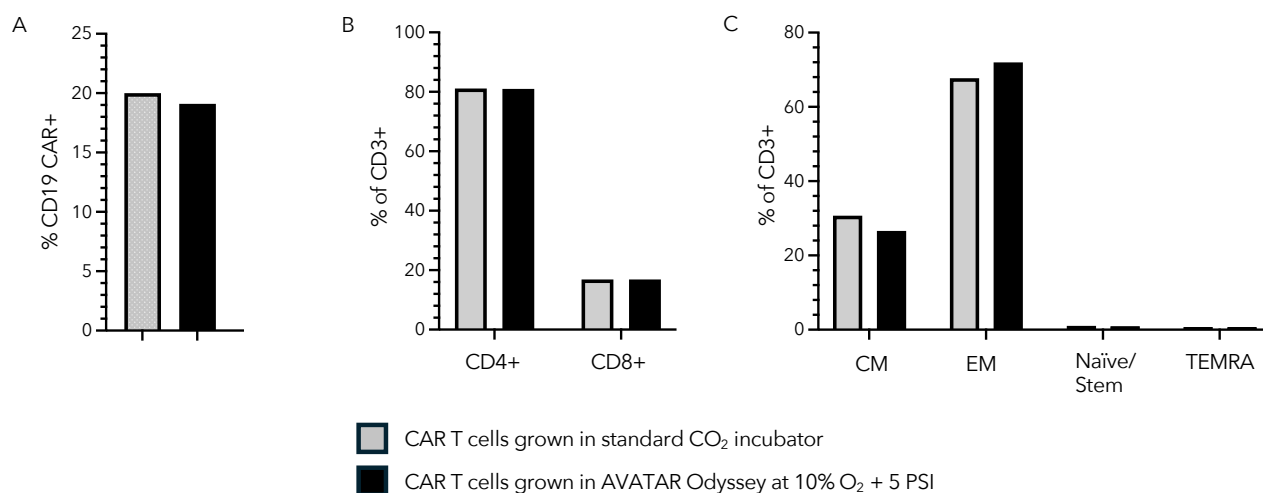 A
B
C
% CD19 CAR+
25
20
15
10
5
0
% of CD3+
100
80
60
40
20
0
CD4+
CD8+
% of CD3+
80
60
40
20
0
CM
EM
Naïve/
Stem
TEMRA
CAR T cells grown in standard CO₂ incubator
CAR T cells grown in AVATAR Odyssey at 10% O₂ + 5 PSI